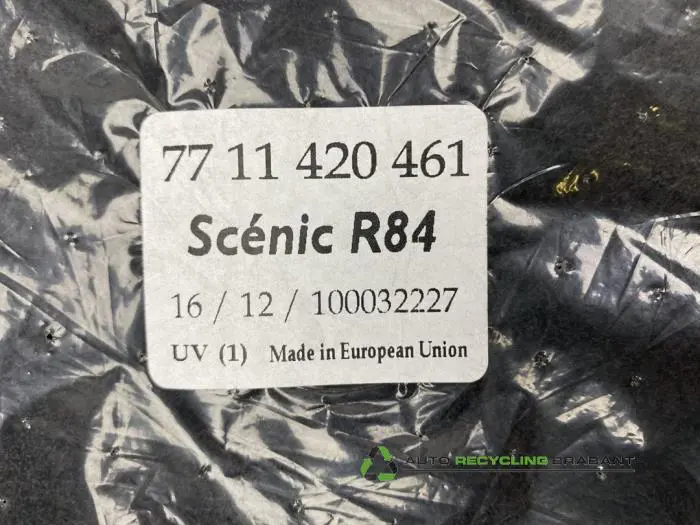 77 11 420 461
Scénic R84
16 / 12 / 100032227
UV (1) Made in European Union
AUTO RECYCLING BRABANT